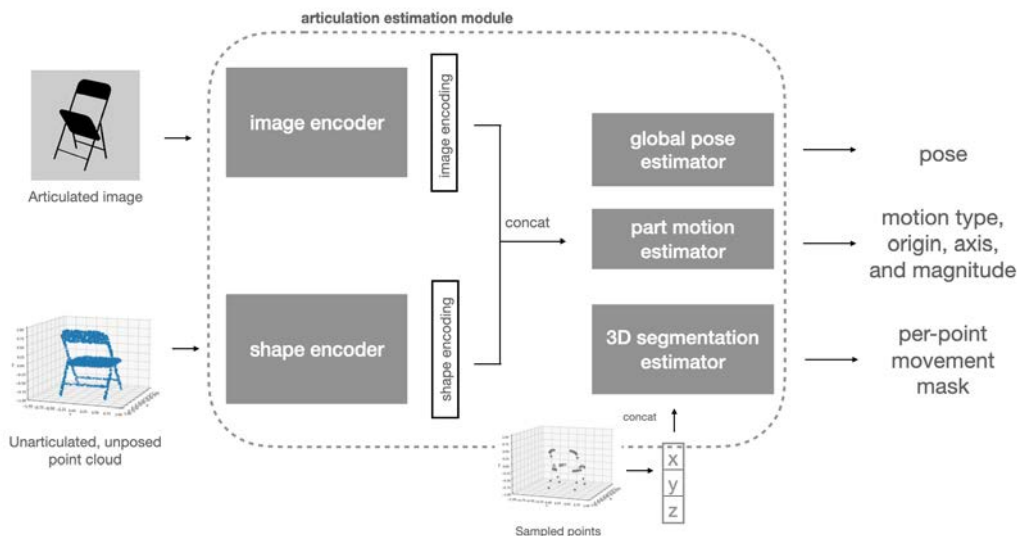 articulation estimation module
Articulated image
image encoder
image encoding
global pose
estimator
pose
concat
part motion
estimator
motion type,
origin, axis,
and magnitude
Unarticulated, unposed
point cloud
shape encoder
shape encoding
3D segmentation
estimator
per-point
movement
mask
concat
Sampled points
x
y
z